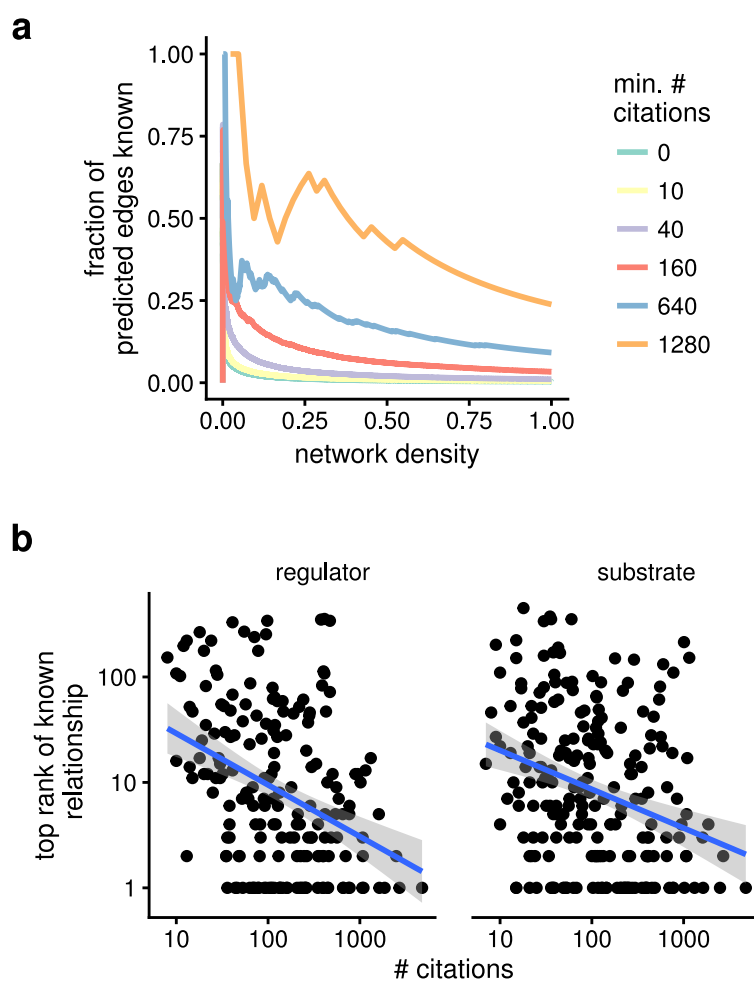 a
fraction of
predicted edges known
1.00
0.75
0.50
0.25
0.00
0.00 0.25 0.50 0.75 1.00
network density
min. #
citations
0
10
40
160
640
1280
b
regulator substrate
top rank of known
relationship
100
10
1
10 100 1000 10 100 1000
# citations